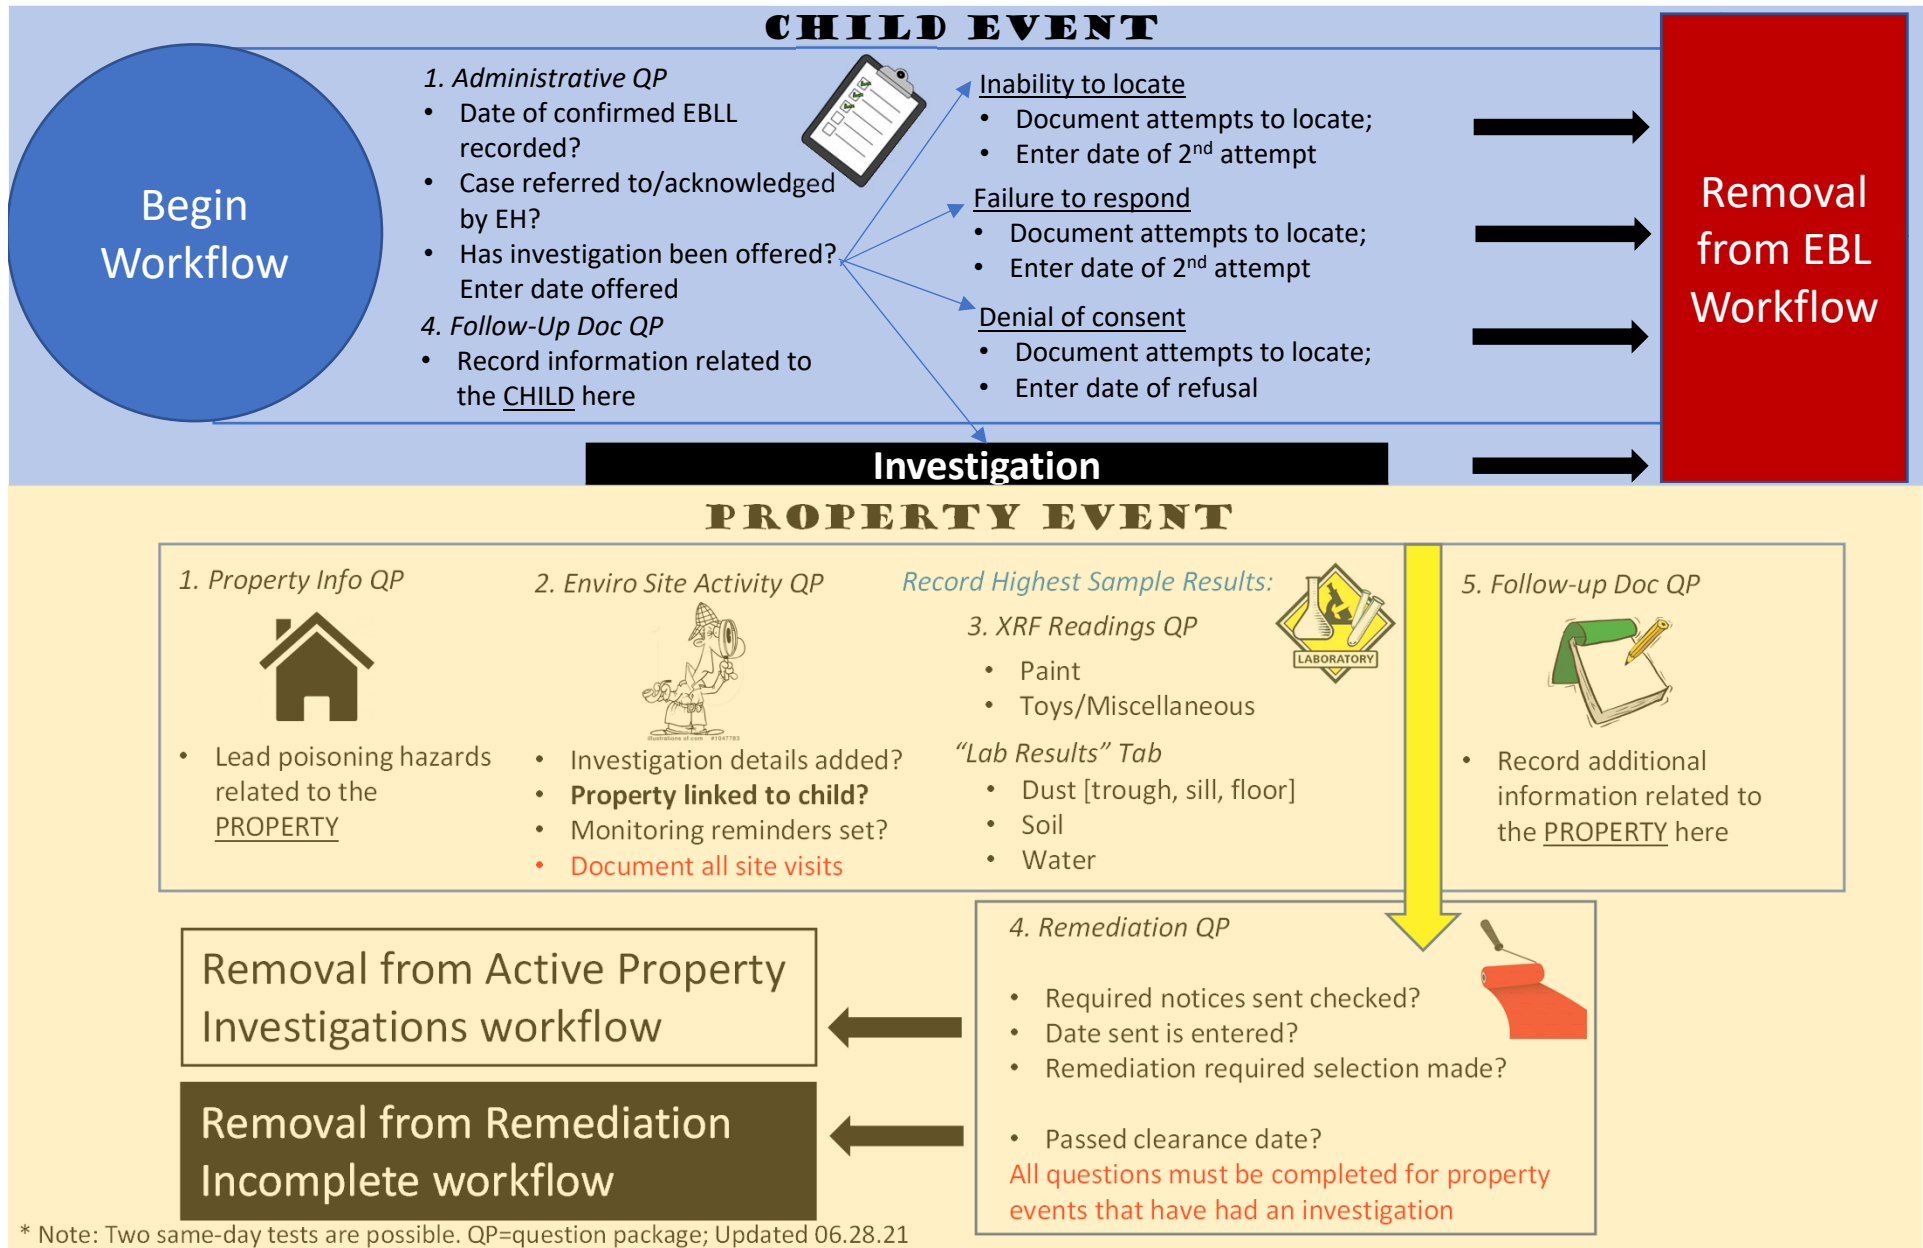 CHILD EVENT
Begin
Workflow
1. Administrative QP
• Date of confirmed EBLL
recorded?
• Case referred to/acknowledged
by EH?
• Has investigation been offered?
Enter date offered
4. Follow-Up Doc QP
• Record information related to
the CHILD here
Inability to locate
• Document attempts to locate;
• Enter date of 2nd attempt
Failure to respond
• Document attempts to locate;
• Enter date of 2nd attempt
Denial of consent
• Document attempts to locate;
• Enter date of refusal
Removal
from EBL
Workflow
Investigation
PROPERTY EVENT
1. Property Info QP
• Lead poisoning hazards
related to the
PROPERTY
2. Enviro Site Activity QP
illustrations of.com #1047783
• Investigation details added?
• Property linked to child?
• Monitoring reminders set?
• Document all site visits
Record Highest Sample Results:
3. XRF Readings QP
• Paint
• Toys/Miscellaneous
LABORATORY
“Lab Results” Tab
• Dust [trough, sill, floor]
• Soil
• Water
5. Follow-up Doc QP
• Record additional
information related to
the PROPERTY here
4. Remediation QP
• Required notices sent checked?
• Date sent is entered?
• Remediation required selection made?
• Passed clearance date?
All questions must be completed for property
events that have had an investigation
Removal from Active Property
Investigations workflow
Removal from Remediation
Incomplete workflow
* Note: Two same-day tests are possible. QP=question package; Updated 06.28.21